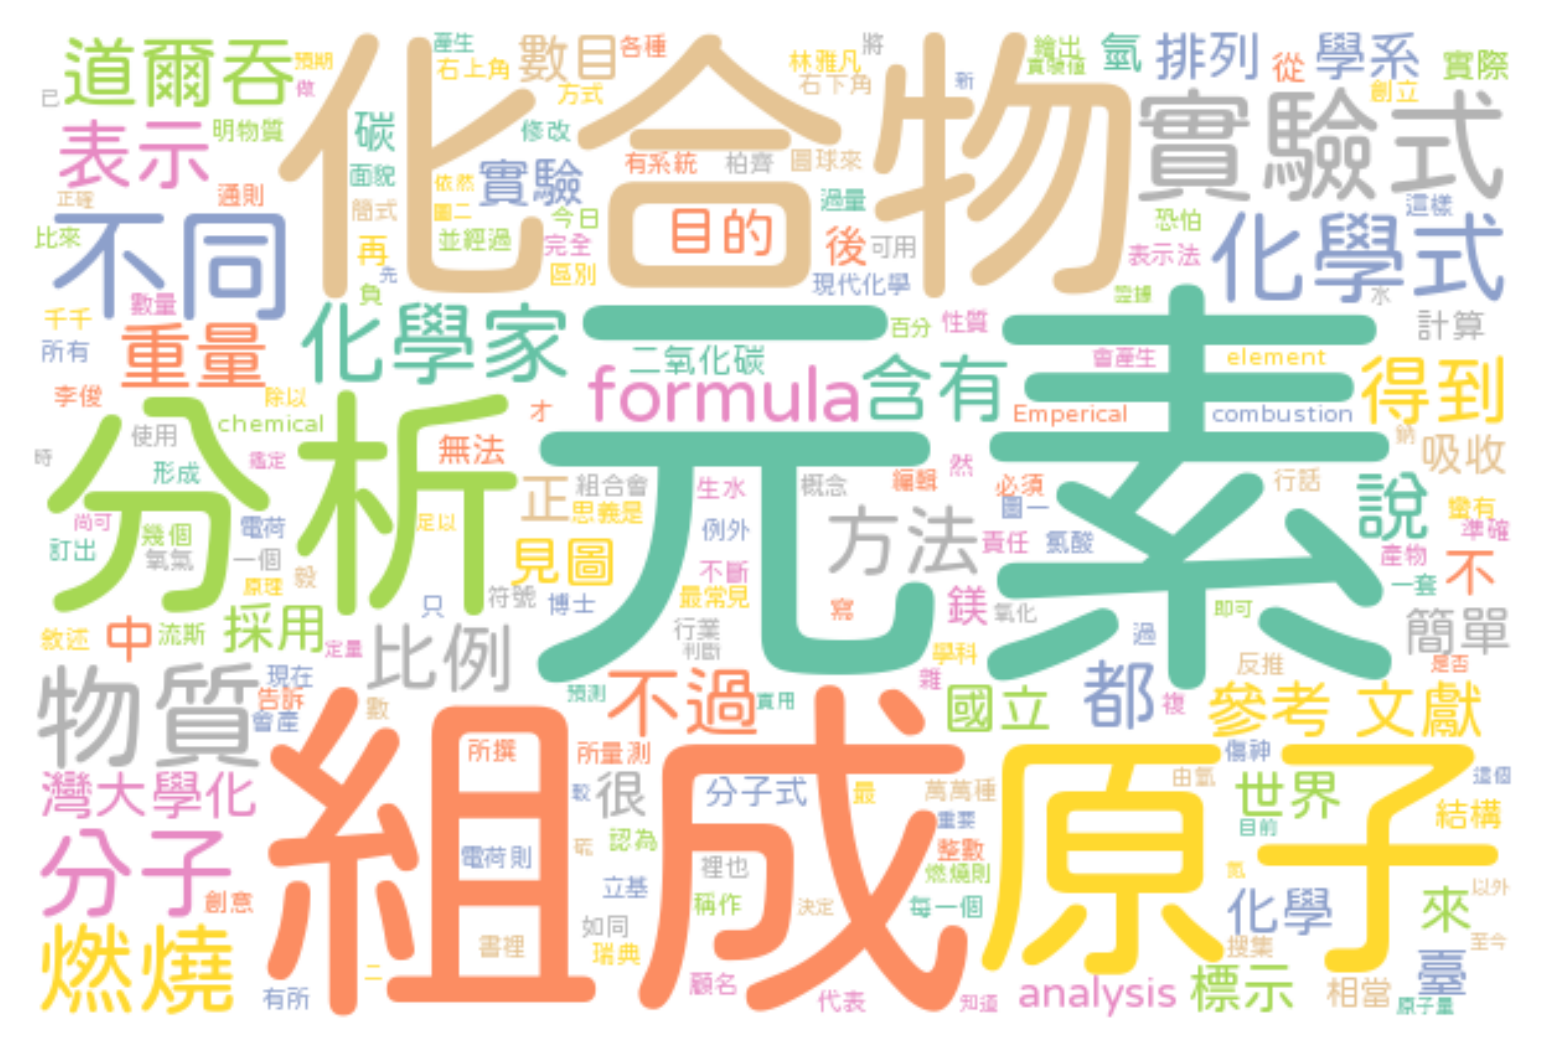 道爾吞
預期
做
已
化合物
產生
右上角
數目
各種
方式
林雅凡
將
右下角
新
繪出
實驗值
氫
排列
從
學系
實際
創立
表示
明物質
碳
修改
實驗式
正確
通則
面貌
依然
實驗
有系統
柏齊
圓球來
簡式
圖二
今日
目的
過量
恐怕
這樣
比來
不同
再
並經過
完全
後
可用
表示法
化學式
先
區別
現代化學
數量
負
證據
水
千千
重量
化學家
元素
百分
性質
計算
所有
二氧化碳
會產生
element
李俊
除以
formula
含有
得到
chemical
才
Emperical
combustion
鈉
分析
使用
無法
吸收
時
形成
鑑定
正
組合會
生水
概念
編輯
然
必須
行話
尚可
幾個
電荷
足以
思義是
例外
方法
圖一
說
蠻有
訂出
氧氣
一個
見圖
責任
氯酸
準確
原理
毅
不斷
產物
不
符號
博士
最常見
鎂
氧化
一套
敘述
中
流斯
採用
定量
只
寫
即可
簡單
比例
行業
判斷
過
物質
現在
學科
反推
是否
告訴
會產
數
預測
不過
實用
雜
國立
都
複
參考
文獻
組成
原子
所撰
所量測
傷神
灣大學化
較
很
分子式
最
萬萬種
由氫
世界
這個
重要
目前
結構
分子
電荷則
硫
認為
裡也
整數
燃燒則
氮
創意
立基
稱作
決定
每一個
化學
來
以外
燃燒
書裡
如同
瑞典
搜集
至今
二
有所
顧名
代表
知道
analysis
標示
相當
臺
原子量